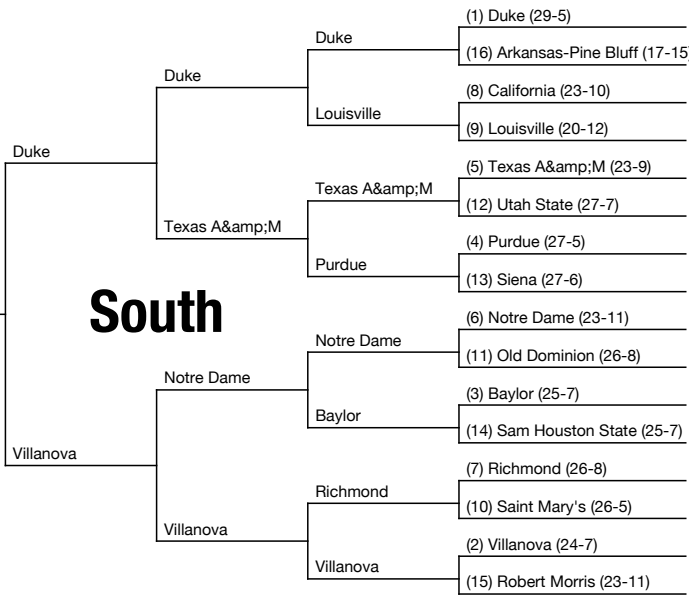 (1) Duke (29-5)
Duke
(16) Arkansas-Pine Bluff (17-15)
Duke
(8) California (23-10)
Louisville
(9) Louisville (20-12)
Duke
(5) Texas A&amp;M (23-9)
Texas A&amp;M
(12) Utah State (27-7)
Texas A&amp;M
(4) Purdue (27-5)
Purdue
(13) Siena (27-6)
South
(6) Notre Dame (23-11)
Notre Dame
(11) Old Dominion (26-8)
Notre Dame
(3) Baylor (25-7)
Baylor
(14) Sam Houston State (25-7)
Villanova
(7) Richmond (26-8)
Richmond
(10) Saint Mary's (26-5)
Villanova
(2) Villanova (24-7)
Villanova
(15) Robert Morris (23-11)